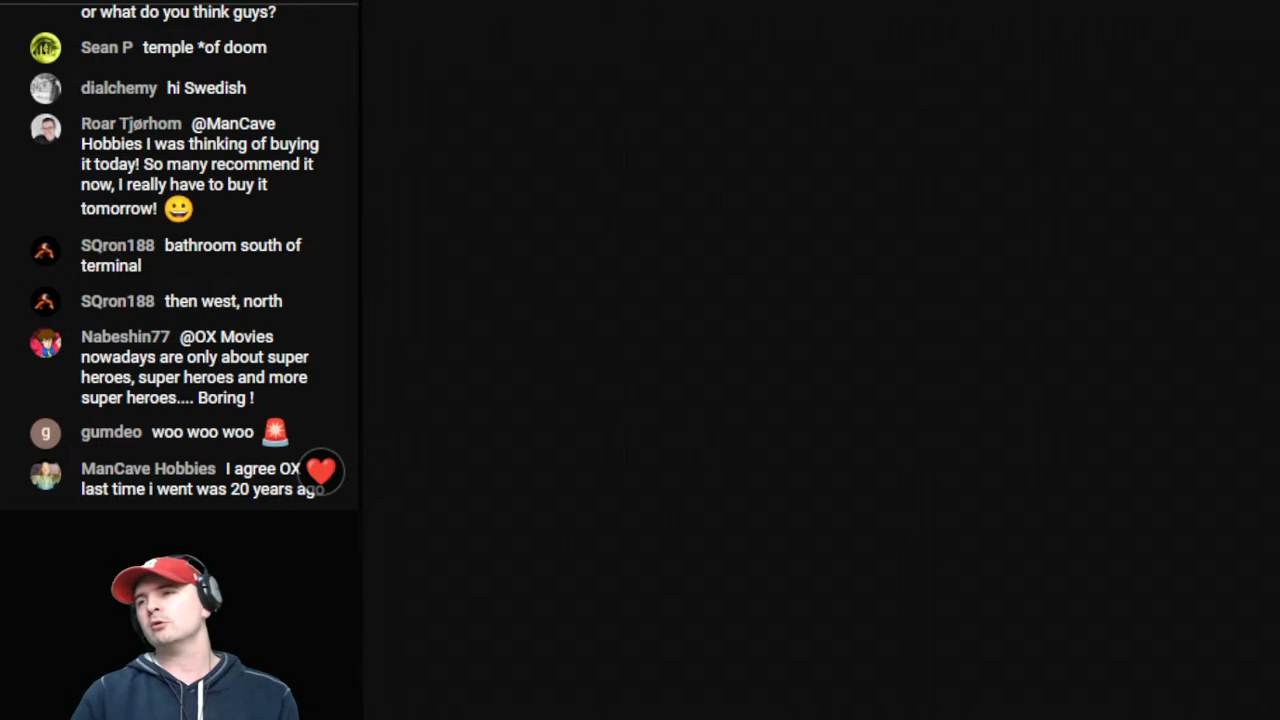 or what do you think guys?
Sean P temple *of doom
dialchemy hi Swedish
Roar Tjørhom @ManCave
Hobbies I was thinking of buying
it today! So many recommend it
now, I really have to buy it
tomorrow! 😀
SQron188 bathroom south of
terminal
SQron188 then west, north
Nabeshin77 @OX Movies
nowadays are only about super
heroes, super heroes and more
super heroes.... Boring !
g
gumdeo woo woo woo 🚨
ManCave Hobbies I agree OX
last time i went was 20 years ago